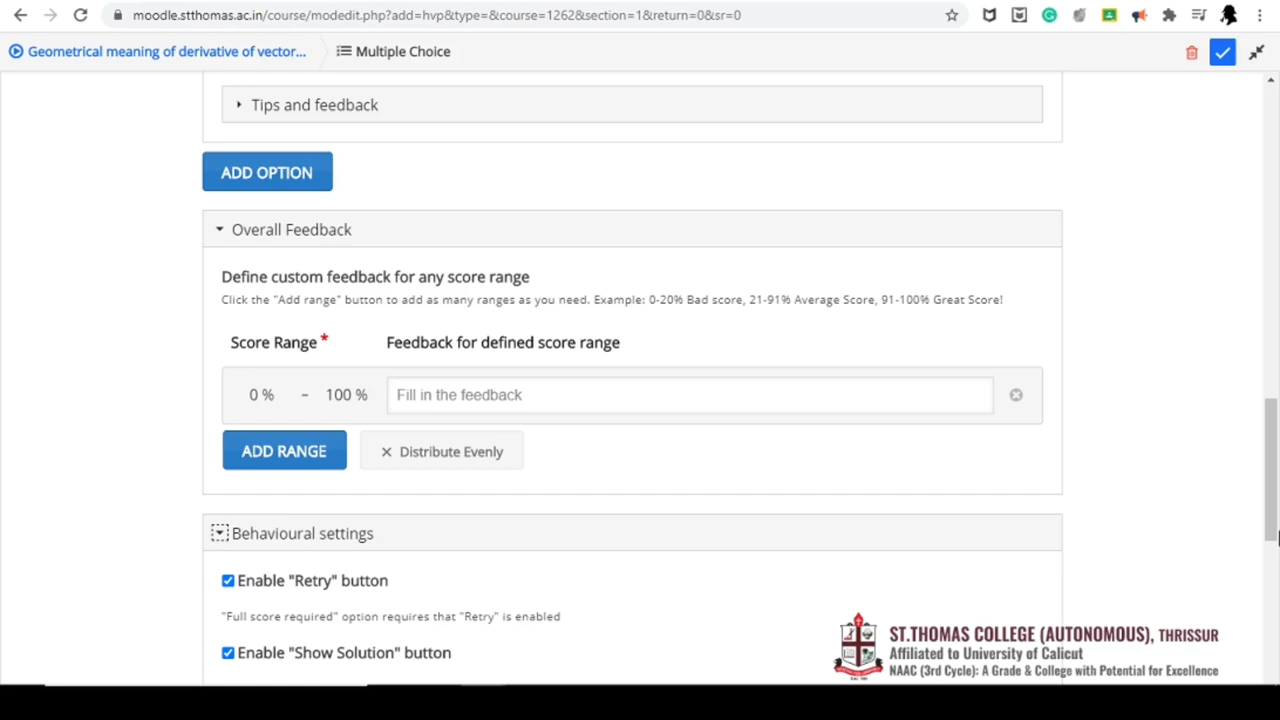 moodle.stthomas.ac.in/course/modedit.php?add=hvp&type=&course=1262&section=1&return=0&sr=0
Geometrical meaning of derivative of vector... Multiple Choice
Tips and feedback
ADD OPTION
Overall Feedback
Define custom feedback for any score range
Click the "Add range" button to add as many ranges as you need. Example: 0-20% Bad score, 21-91% Average Score, 91-100% Great Score!
Score Range* Feedback for defined score range
0 % – 100 % Fill in the feedback
ADD RANGE Distribute Evenly
Behavioural settings
Enable "Retry" button
"Full score required" option requires that "Retry" is enabled
Enable "Show Solution" button
ST.THOMAS COLLEGE (AUTONOMOUS), THRISSUR
Affiliated to University of Calicut
NAAC (3rd Cycle): A Grade & College with Potential for Excellence